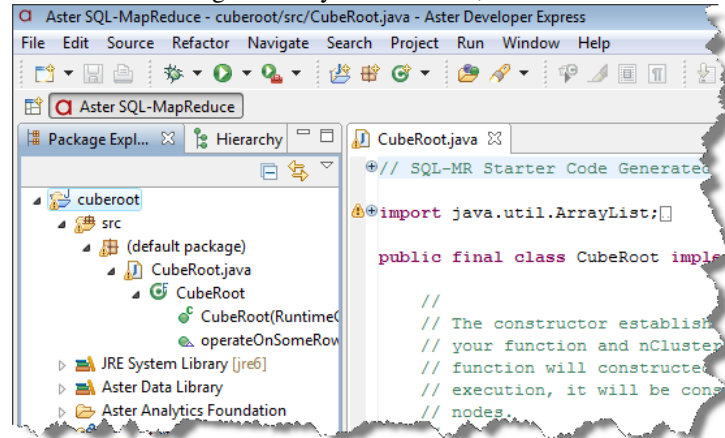 Aster SQL-MapReduce - cuberoot/src/CubeRoot.java - Aster Developer Express
File Edit Source Refactor Navigate Search Project Run Window Help
Aster SQL-MapReduce
Package Expl... Hierarchy
CubeRoot.java
cuberoot
src
(default package)
CubeRoot.java
CubeRoot
CubeRoot(RuntimeC
operateOnSomeRow
JRE System Library [jre6]
Aster Data Library
Aster Analytics Foundation
// SQL-MR Starter Code Generated
import java.util.ArrayList;
public final class CubeRoot imple
//
// The constructor establish
// your function and nCluster
// function will constructed
// execution, it will be cons
// nodes.